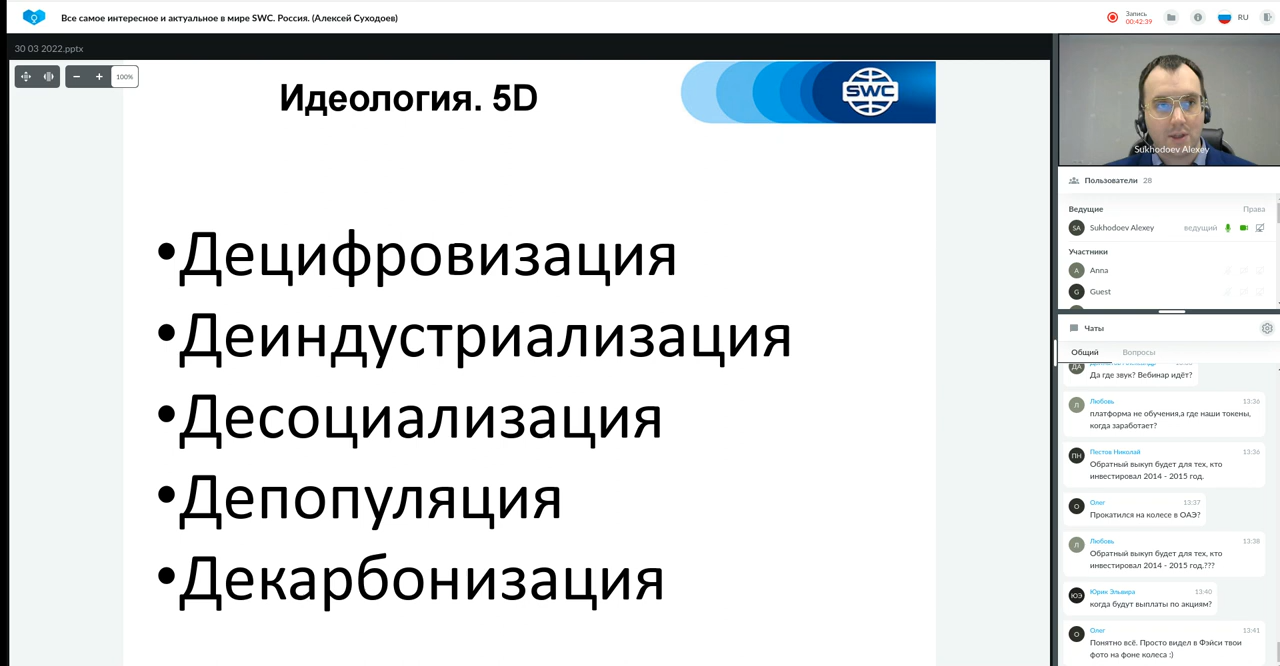 Все самое интересное и актуальное в мире SWC. Россия. (Алексей Суходоев)
Запись
00:42:39
RU
30 03 2022.pptx
100%
Идеология. 5D
SWC
•Децифровизация
•Деиндустриализация
•Десоциализация
•Депопуляция
•Декарбонизация
Sukhodoev Alexey
Пользователи 28
Ведущие Права
SA Sukhodoev Alexey ведущий
Участники
A Anna
G Guest
Чаты
Общий Вопросы
ДА
Да где звук? Вебинар идёт?
Л Любовь 13:36
платформа не обучения,а где наши токены,
когда заработает?
ПН Пестов Николай 13:36
Обратный выкуп будет для тех, кто
инвестировал 2014 - 2015 год.
О Олег 13:37
Прокатился на колесе в ОАЭ?
Л Любовь 13:38
Обратный выкуп будет для тех, кто
инвестировал 2014 - 2015 год.???
ЮЭ Юрик Эльвира 13:40
когда будут выплаты по акциям?
О Олег 13:41
Понятно всё. Просто видел в Фэйси твои
фото на фоне колеса :)